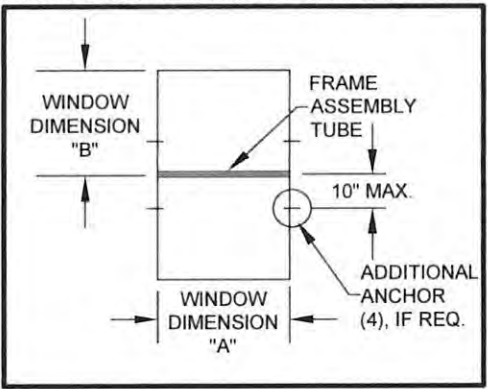 WINDOW
DIMENSION
"B"
FRAME
ASSEMBLY
TUBE
10" MAX.
ADDITIONAL
ANCHOR
(4), IF REQ.
WINDOW
DIMENSION
"A"